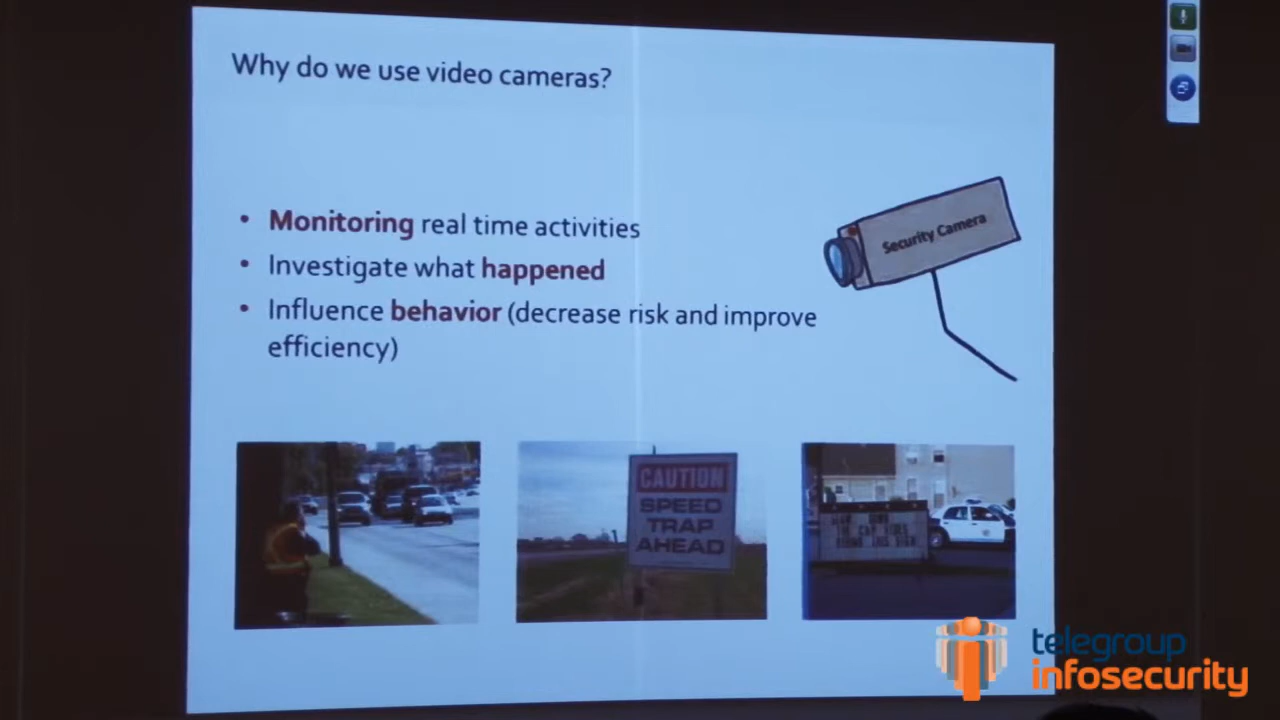 Why do we use video cameras?
• Monitoring real time activities
• Investigate what happened
• Influence behavior (decrease risk and improve
efficiency)
Security Camera
CAUTION
SPEED
TRAP
AHEAD
telegroup
infosecurity